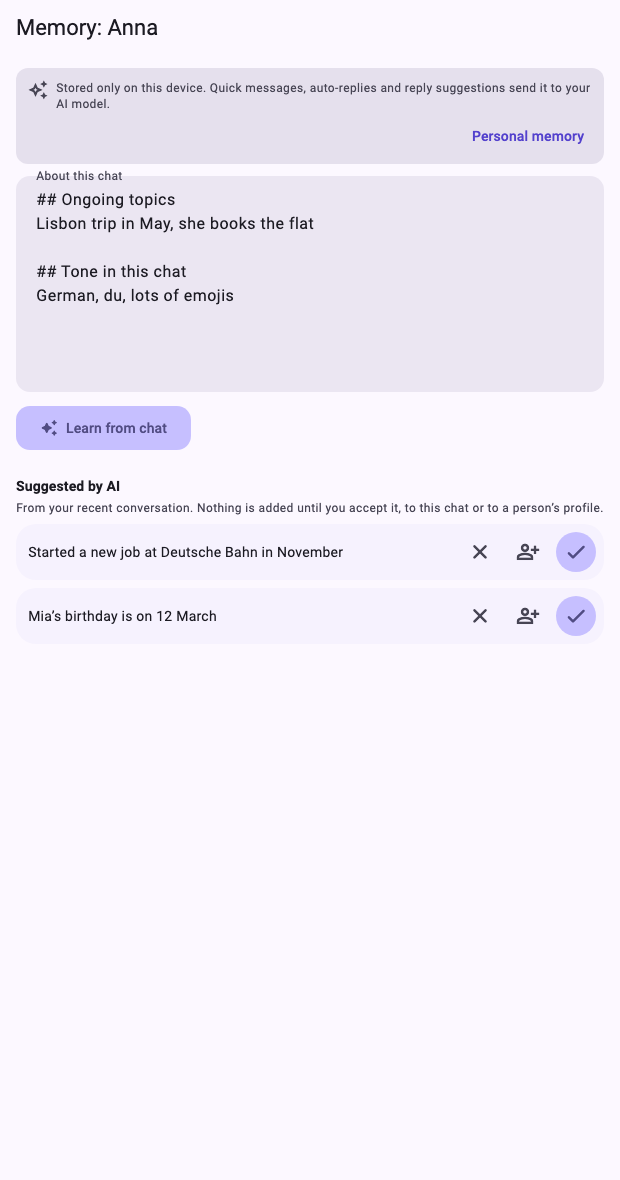 Memory: Anna
Stored only on this device. Quick messages, auto-replies and reply suggestions send it to your
AI model.
Personal memory
About this chat
## Ongoing topics
Lisbon trip in May, she books the flat
## Tone in this chat
German, du, lots of emojis
Learn from chat
Suggested by AI
From your recent conversation. Nothing is added until you accept it, to this chat or to a person’s profile.
Started a new job at Deutsche Bahn in November
Mia’s birthday is on 12 March